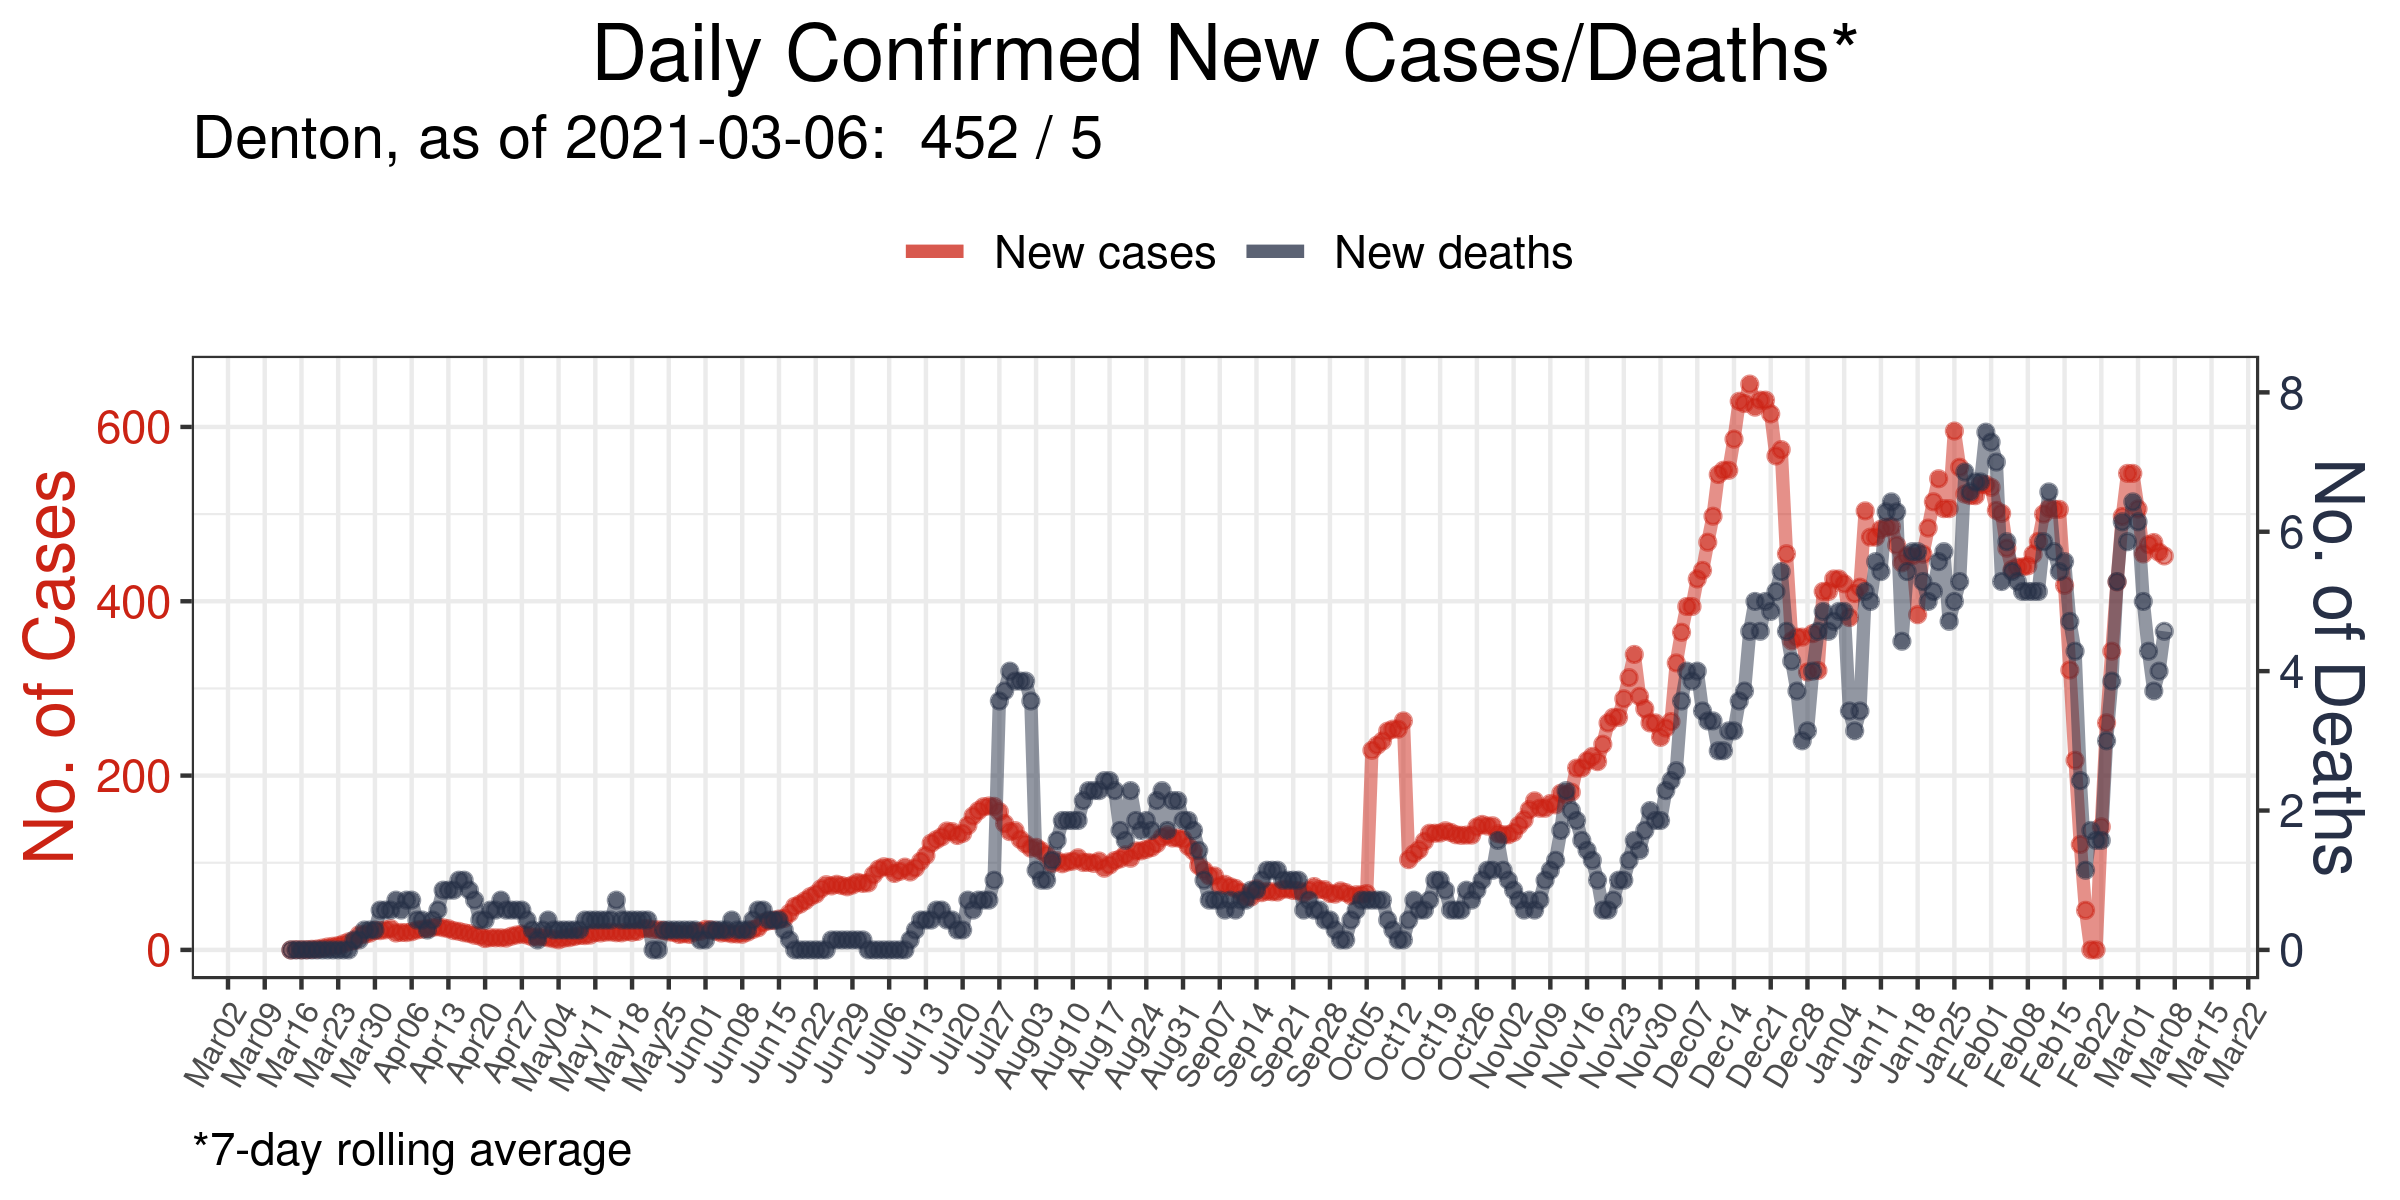 Daily Confirmed New Cases/Deaths*
Denton, as of 2021-03-06:  452 / 5
New cases New deaths
No. of Cases
600
400
200
0
8
6
4
2
0
No. of Deaths
Mar02 Mar09 Mar16 Mar23 Mar30 Apr06 Apr13 Apr20 Apr27 May04 May11 May18 May25 Jun01 Jun08 Jun15 Jun22 Jun29 Jul06 Jul13 Jul20 Jul27 Aug03 Aug10 Aug17 Aug24 Aug31 Sep07 Sep14 Sep21 Sep28 Oct05 Oct12 Oct19 Oct26 Nov02 Nov09 Nov16 Nov23 Nov30 Dec07 Dec14 Dec21 Dec28 Jan04 Jan11 Jan18 Jan25 Feb01 Feb08 Feb15 Feb22 Mar01 Mar08 Mar15 Mar22
*7-day rolling average